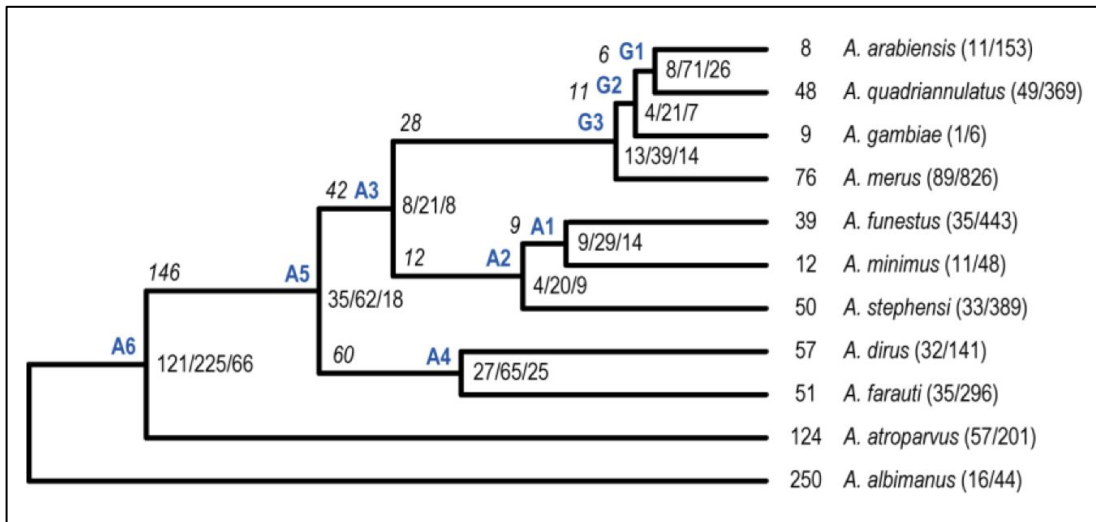 6 G1 8 A. arabiensis (11/153)
8/71/26
11 G2 48 A. quadriannulatus (49/369)
4/21/7
28 G3 9 A. gambiae (1/6)
13/39/14
76 A. merus (89/826)
42 A3 8/21/8
9 A1 39 A. funestus (35/443)
9/29/14
12 A2 12 A. minimus (11/48)
4/20/9
146 A5 50 A. stephensi (33/389)
35/62/18
A6 60 A4 57 A. dirus (32/141)
121/225/66 27/65/25
51 A. farauti (35/296)
124 A. atroparvus (57/201)
250 A. albimanus (16/44)